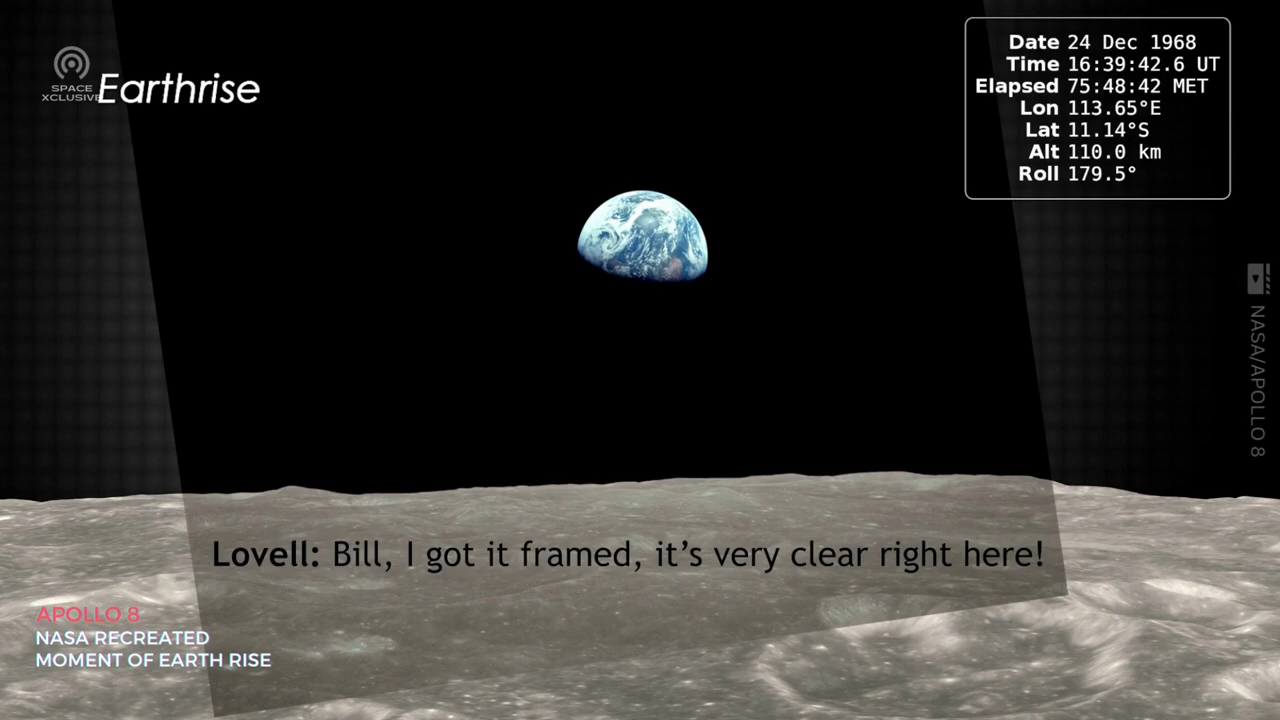 SPACE
XCLUSIVE
Earthrise
Date 24 Dec 1968
Time 16:39:42.6 UT
Elapsed 75:48:42 MET
Lon 113.65°E
Lat 11.14°S
Alt 110.0 km
Roll 179.5°
NASA/APOLLO 8
Lovell: Bill, I got it framed, it’s very clear right here!
APOLLO 8
NASA RECREATED
MOMENT OF EARTH RISE